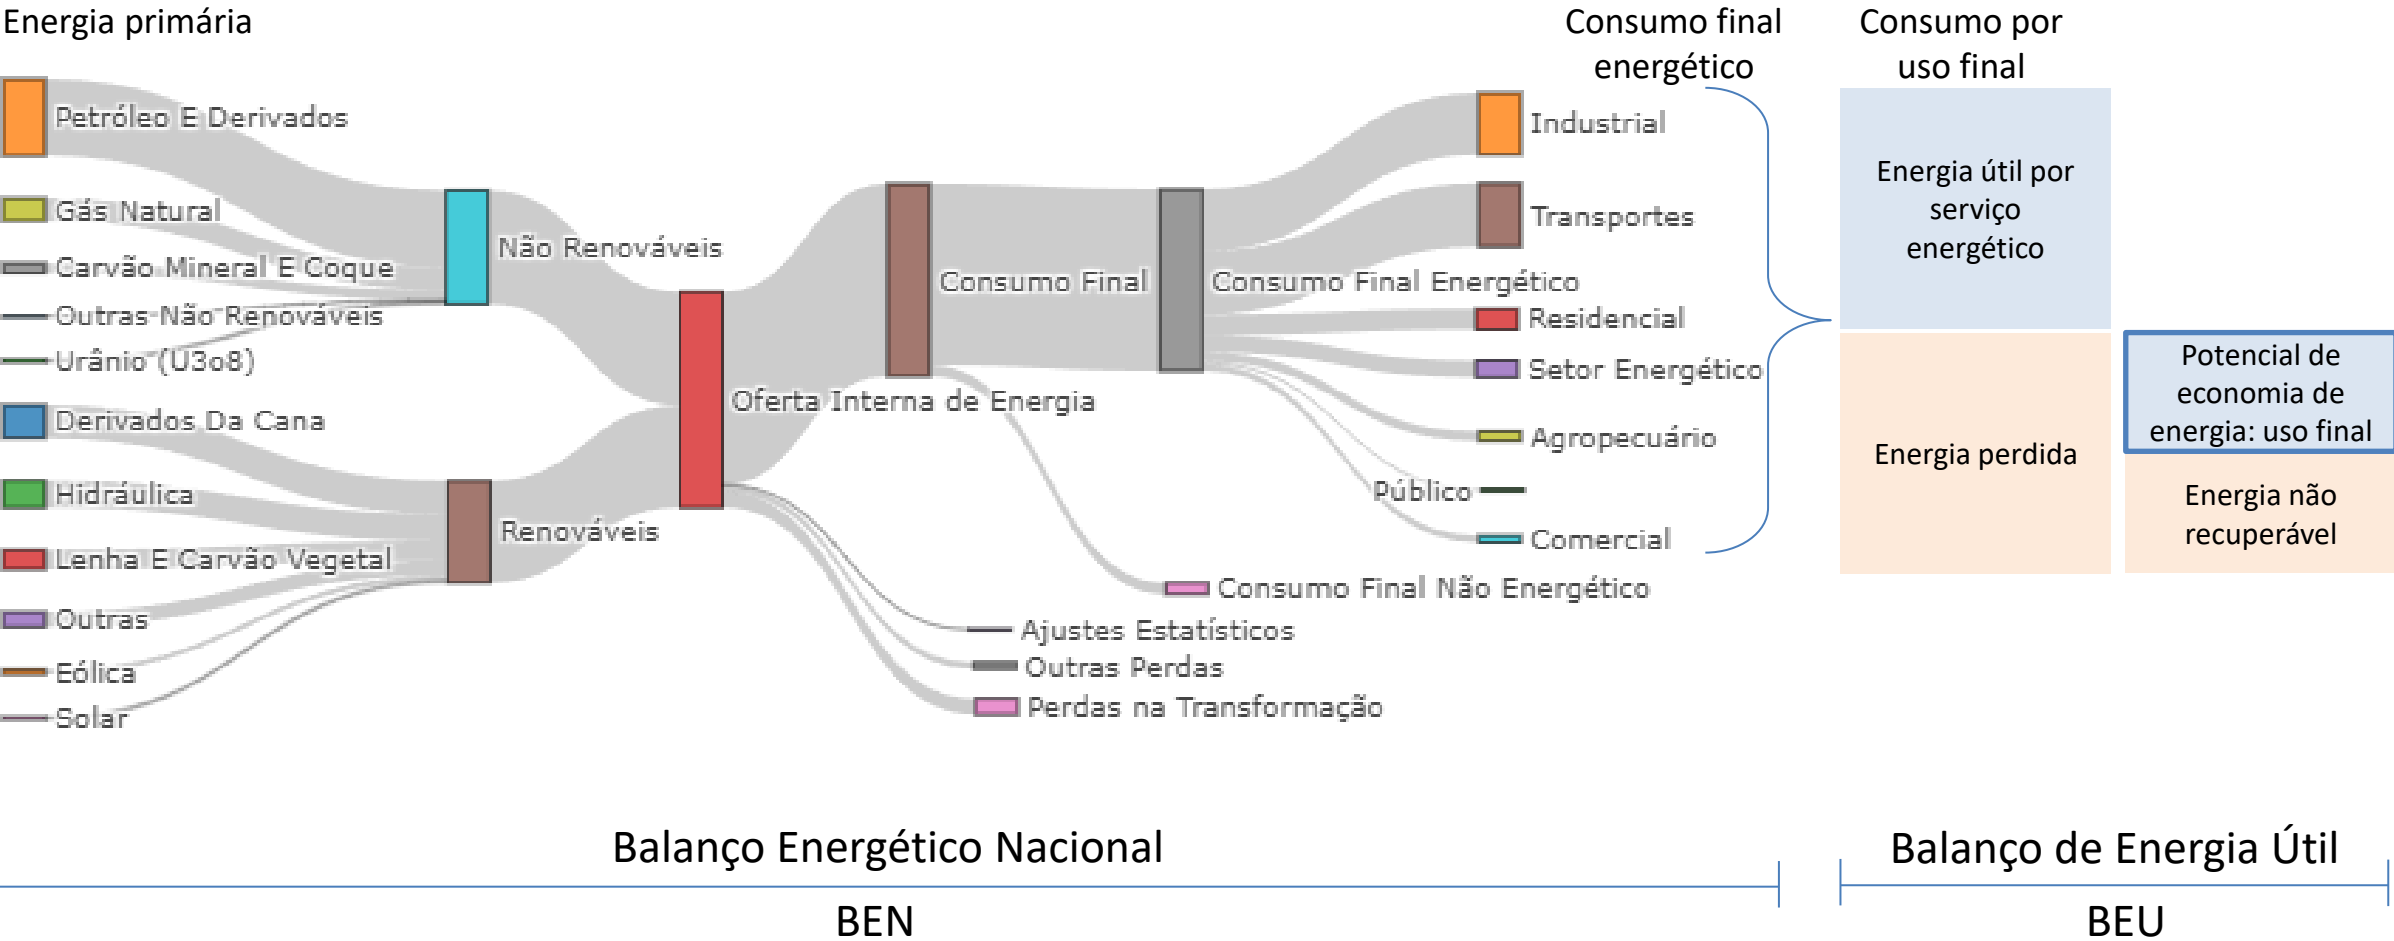 Energia primária
Consumo final
energético
Consumo por
uso final
Petróleo E Derivados
Gás Natural
Carvão Mineral E Coque
Outras Não Renováveis
Urânio (U3o8)
Derivados Da Cana
Hidráulica
Lenha E Carvão Vegetal
Outras
Eólica
Solar
Não Renováveis
Renováveis
Oferta Interna de Energia
Consumo Final
Consumo Final Energético
Industrial
Transportes
Residencial
Setor Energético
Agropecuário
Público
Comercial
Consumo Final Não Energético
Ajustes Estatísticos
Outras Perdas
Perdas na Transformação
Energia útil por
serviço
energético
Energia perdida
Potencial de
economia de
energia: uso final
Energia não
recuperável
Balanço Energético Nacional
BEN
Balanço de Energia Útil
BEU